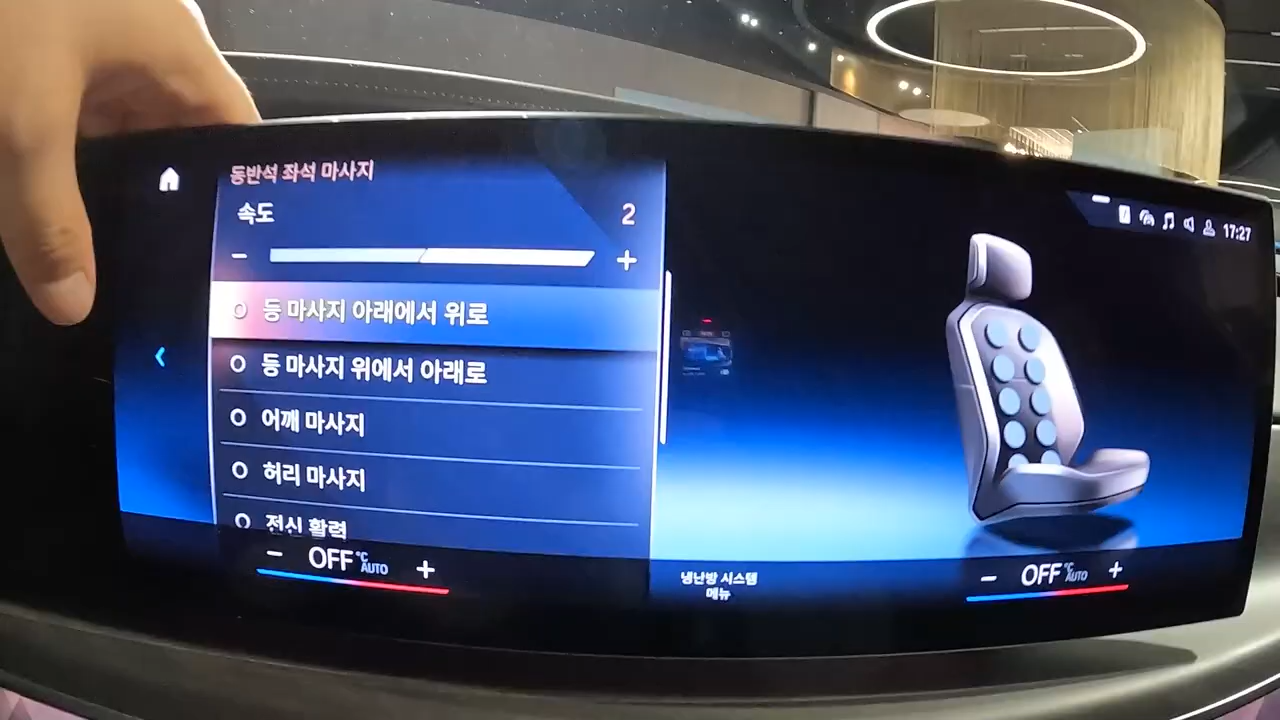 동반석 좌석 마사지
속도
2
17:27
등 마사지 아래에서 위로
등 마사지 위에서 아래로
어깨 마사지
허리 마사지
전신 활력
OFF °C AUTO
냉난방 시스템
메뉴
OFF °C AUTO